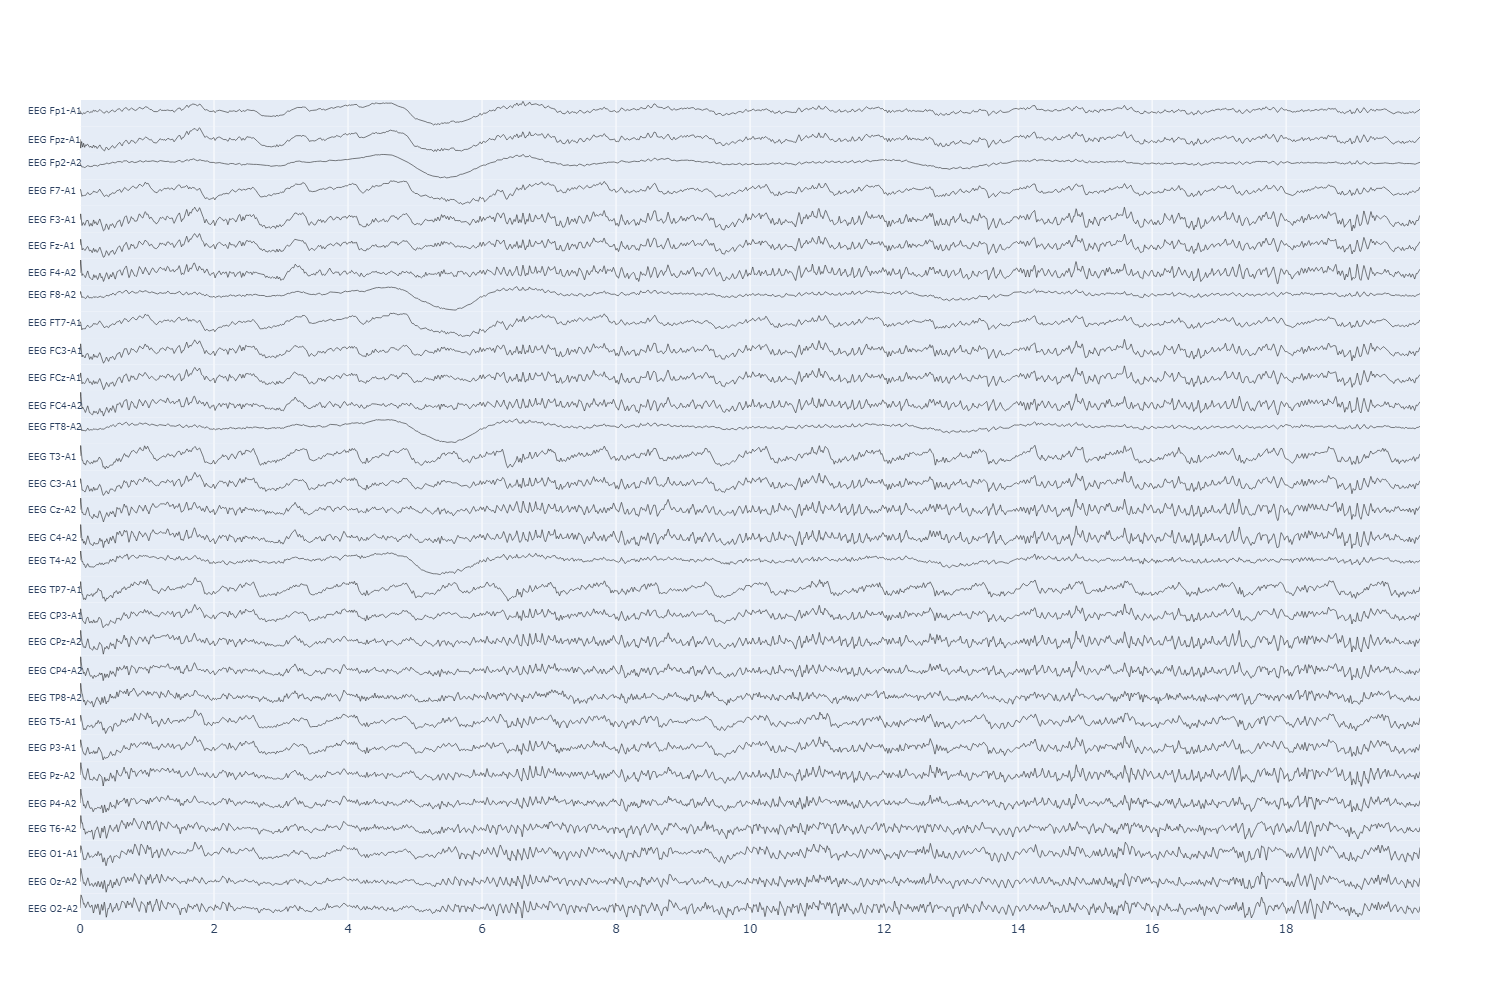 EEG Fp1-A1
EEG Fpz-A1
EEG Fp2-A2
EEG F7-A1
EEG F3-A1
EEG Fz-A1
EEG F4-A2
EEG F8-A2
EEG FT7-A1
EEG FC3-A1
EEG FCz-A1
EEG FC4-A2
EEG FT8-A2
EEG T3-A1
EEG C3-A1
EEG Cz-A2
EEG C4-A2
EEG T4-A2
EEG TP7-A1
EEG CP3-A1
EEG CPz-A2
EEG CP4-A2
EEG TP8-A2
EEG T5-A1
EEG P3-A1
EEG Pz-A2
EEG P4-A2
EEG T6-A2
EEG O1-A1
EEG Oz-A2
EEG O2-A2
0 2 4 6 8 10 12 14 16 18